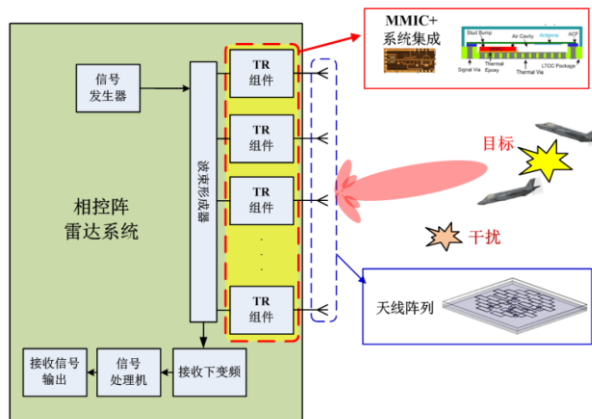 MMIC+
系统集成
Stud Bump
Air Cavity
Antenna
ACF
Signal Via
Thermal
Epoxy
Thermal Via
LTCC Package
信号
发生器
TR
组件
TR
组件
TR
组件
.
.
.
TR
组件
波束形成器
相控阵
雷达系统
目标
干扰
天线阵列
接收信号
输出
信号
处理机
接收下变频